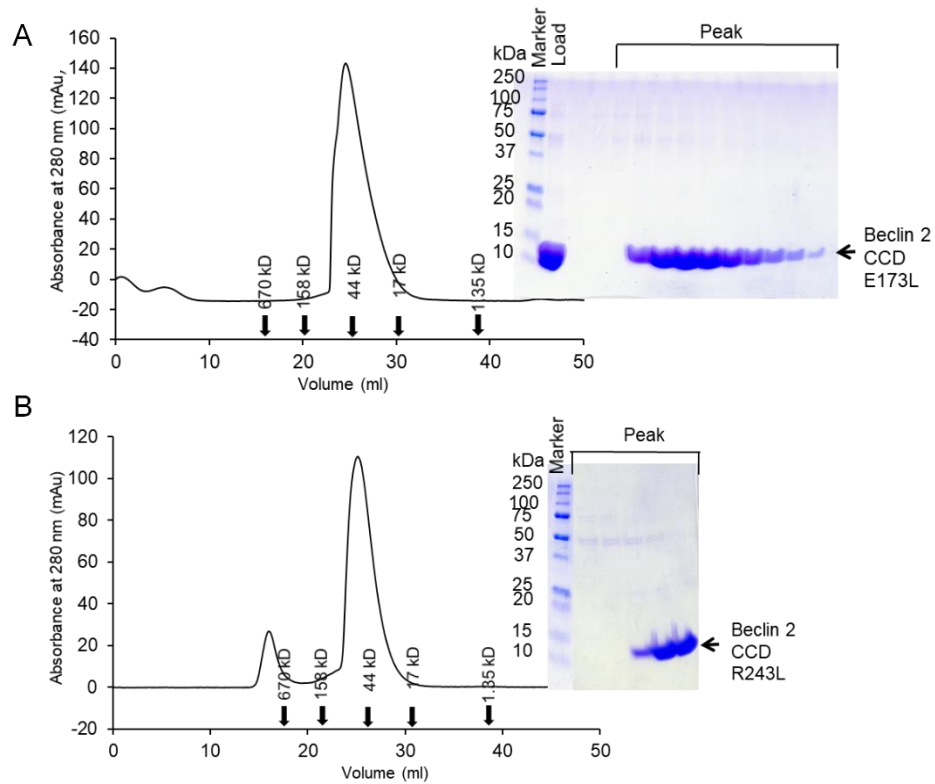 A
Absorbance at 280 nm (mAu,
160
140
120
100
80
60
40
20
0
-20
-40
670 kD
158 kD
44 kD
17 kD
1.35 kD
0
10
20
30
40
50
Volume (ml)
kDa
Marker
Load
Peak
250
100
75
50
37
25
20
15
10
Beclin 2
CCD
E173L
B
Absorbance at 280 nm (mAu)
120
100
80
60
40
20
0
-20
670 kD
158 kD
44 kD
17 kD
1.35 kD
0
10
20
30
40
50
Volume (ml)
kDa
Marker
Peak
250
100
75
50
37
25
20
15
10
Beclin 2
CCD
R243L